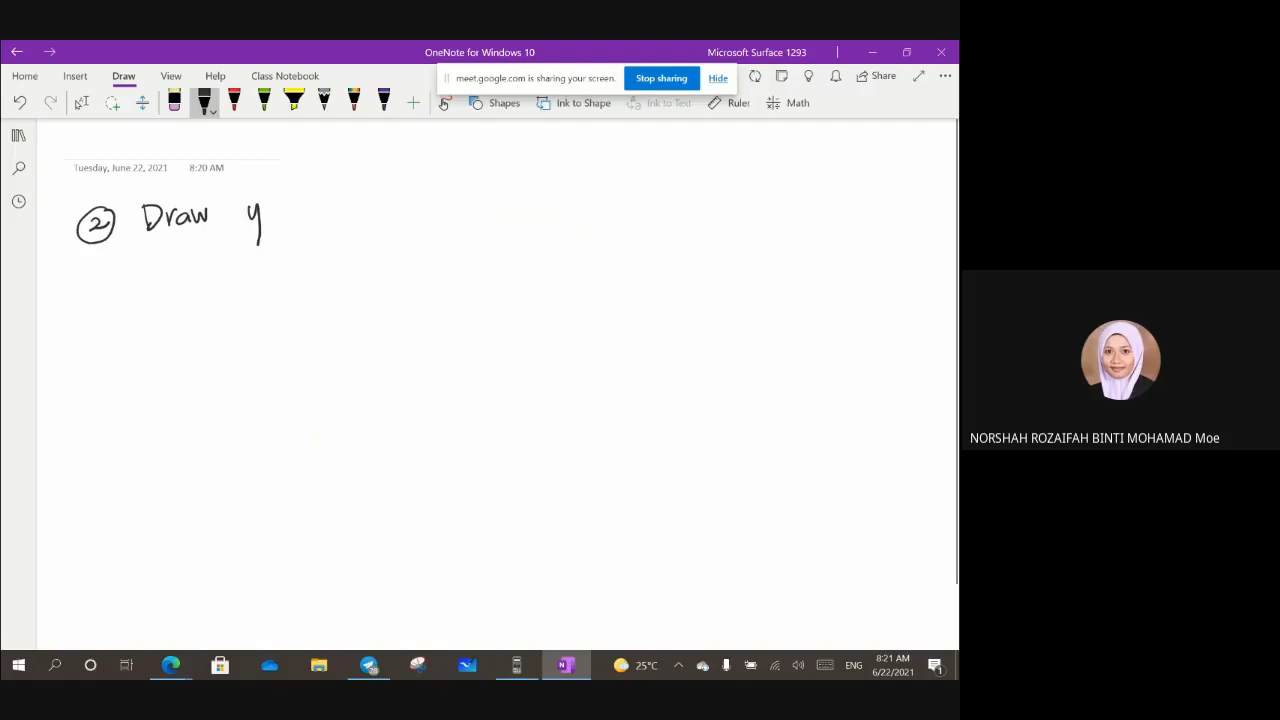 OneNote for Windows 10
Microsoft Surface 1293
Home Insert Draw View Help Class Notebook
meet.google.com is sharing your screen. Stop sharing Hide
Share
Shapes Ink to Shape Ink to Text Ruler Math
Tuesday, June 22, 2021 8:20 AM
② Draw y
NORSHAH ROZAIFAH BINTI MOHAMAD Moe
28
N
25°C
ENG
8:21 AM
6/22/2021
1